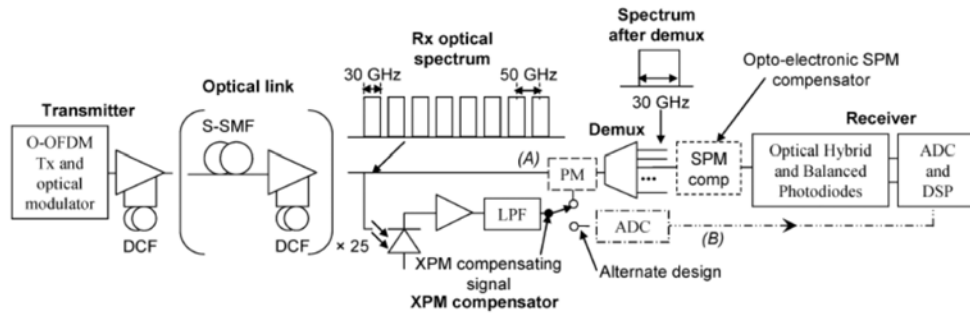 Rx optical
spectrum
30 GHz
50 GHz
Spectrum
after demux
30 GHz
Opto-electronic SPM
compensator
Transmitter
O-OFDM
Tx and
optical
modulator
DCF
Optical link
S-SMF
DCF
× 25
(A)
PM
Demux
...
SPM
comp
Receiver
Optical Hybrid
and Balanced
Photodiodes
ADC
and
DSP
LPF
ADC
(B)
XPM compensating
signal
XPM compensator
Alternate design